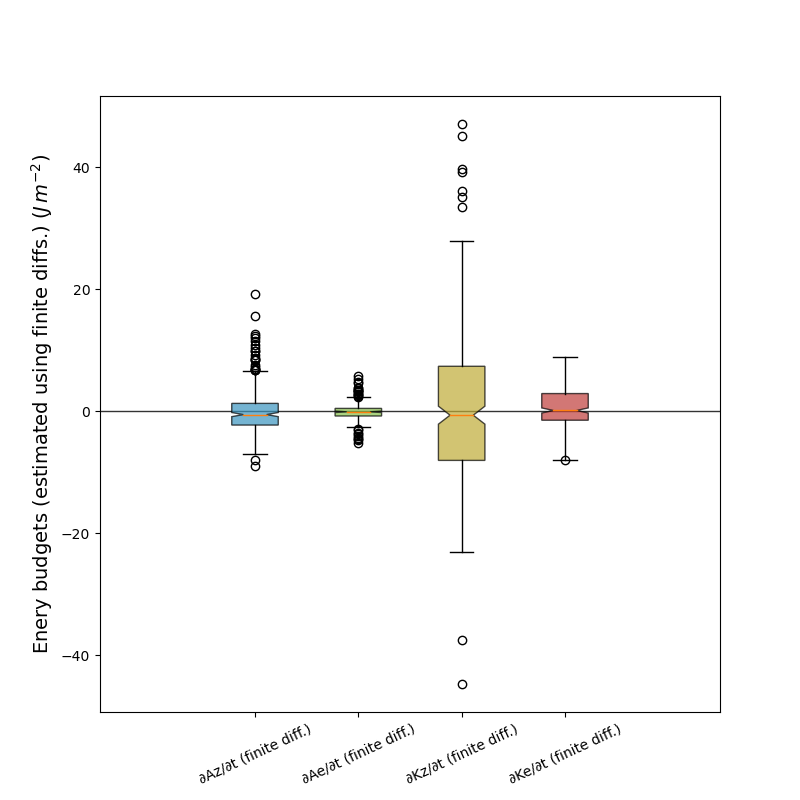 Enery budgets (estimated using finite diffs.) (J m⁻²)
40
20
0
−20
−40
∂Az/∂t (finite diff.)
∂Ae/∂t (finite diff.)
∂Kz/∂t (finite diff.)
∂Ke/∂t (finite diff.)